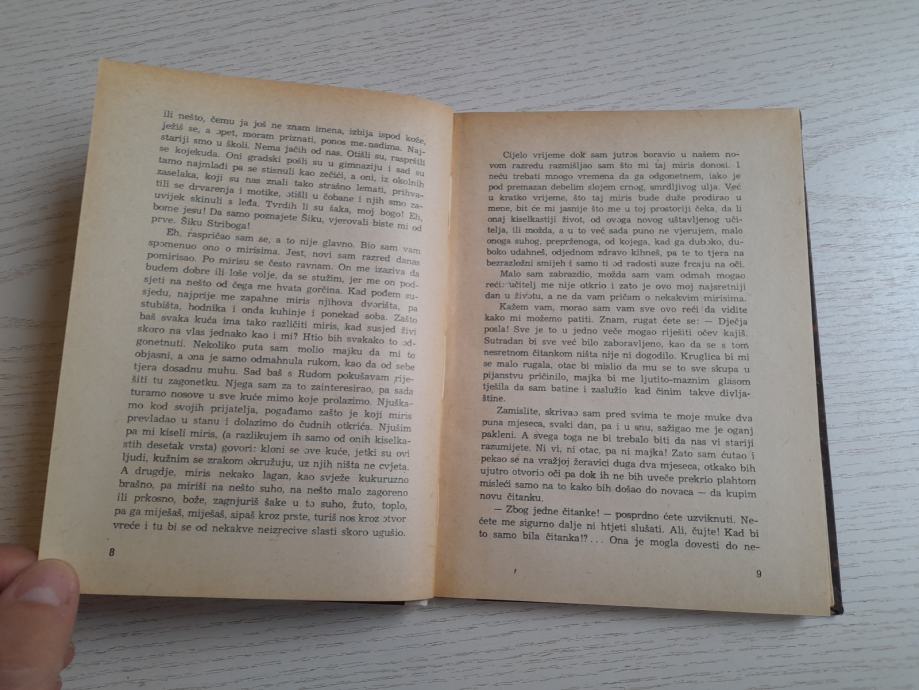 ili nešto, čemu ja još ne znam imena, izbija ispod kože,
ježiš se, a opet, moram priznati, ponos me nadima. Naj-
stariji smo u školi. Nema jačih od nas. Otišli su, raspršili
se kojekuda. Oni gradski pošli su u gimnaziju i sad su
tamo najmlađi pa se stisnuli kao zečići, a oni, iz okolnih
zaselaka, koji su nas znali tako strašno lemati, prihva-
tili se drvarenja i motike, otišli u čobane i njih smo za-
uvijek skinuli s leđa. Tvrdih li su šaka, moj bogo! Eh,
bome jesu! Da samo poznajete Šiku, vjerovali biste mi od
prve. Šiku Striboga!
Eh, raspričao sam se, a to nije glavno. Bio sam vam
spomenuo ono o mirisima. Jest, novi sam razred danas
pomirisao. Po mirisu se često ravnam. On me izaziva da
budem dobre ili loše volje, da se stužim, jer me on pod-
sjeti na nešto od čega me hvata gorčina. Kad pođem su-
sjedu, najprije me zapahne miris njihova dvorišta, pa
stubišta, hodnika i onda kuhinje i ponekad soba. Zašto
baš svaka kuća ima tako različiti miris, kad susjed živi
skoro na vlas jednako kao i mi? Htio bih svakako to od-
gonetnuti. Nekoliko puta sam molio majku da mi to
objasni, a ona je samo odmahnula rukom, kao da od sebe
tjera dosadnu muhu. Sad baš s Rudom pokušavam rije-
šiti tu zagonetku. Njega sam za to zainteresirao, pa sada
turamo nosove u sve kuće mimo koje prolazimo. Njuška-
mo kod svojih prijatelja, pogađamo zašto je koji miris
prevladao u stanu i dolazimo do čudnih otkrića. Njušim
pa mi kiseli miris, (a razlikujem ih samo od onih kiselka-
stih desetak vrsta) govori: kloni se ove kuće, jetki su ovi
ljudi, kužnim se zrakom okružuju, uz njih ništa ne cvjeta.
A drugdje, miris nekako lagan, kao svježe kukuruzno
brašno, pa miriši na nešto suho, na nešto malo zagoreno
ili prkosno, bože, zagnjuriš šake u to suho, žuto, toplo,
pa ga miješaš, miješaš, sipaš kroz prste, turiš nos kroz otvor
vreće i tu bi se od nekakve neizrecive slasti skoro ugušio.
8
Cijelo vrijeme dok sam jutros boravio u našem no-
vom razredu razmišljao sam što mi taj miris donosi. I
neću trebati mnogo vremena da ga odgonetnem, iako je
pod premazan debelim slojem crnog, smrdljivog ulja. Već
u kratko vrijeme, što taj miris bude duže prodirao u
mene, bit će mi jasnije što me u toj prostoriji čeka, da li
onaj kiselkastiji život, od ovoga novog uštavljenog uči-
telja, ili možda, a u to već sada puno ne vjerujem, malo
onoga suhog, preprženoga, od kojega, kad ga duboko, du-
boko udahneš, odjednom zdravo kihneš, pa te to tjera na
bezrazložni smijeh i samo ti od radosti suze frcaju na oči.
Malo sam zabrazdio, možda sam vam odmah mogao
reći: učitelj me nije otkrio i zato je ovo moj najsretniji
dan u životu, a ne da vam pričam o nekakvim mirisima.
Kažem vam, morao sam vam sve ovo reći da vidite
kako mi možemo patiti. Znam, rugat ćete se: — Dječja
posla! Sve je to u jedno veče mogao riješiti očev kajiš.
Sutradan bi sve već bilo zaboravljeno, kao da se s tom
nesretnom čitankom ništa nije dogodilo. Kruglica bi mi
se malo rugala, otac bi mislio da mu se to sve skupa u
pijanstvu pričinilo, majka bi me ljutito-maznim glasom
tješila da sam batine i zaslužio kad činim takve divlja-
štine.
Zamislite, skrivao sam pred svima te moje muke dva
puna mjeseca, svaki dan, pa i u snu, sažigao me je oganj
pakleni. A svega toga ne bi trebalo biti da nas vi stariji
razumijete. Ni vi, ni otac, pa ni majka! Zato sam ćutao i
pekao se na vražjoj žeravici duga dva mjeseca, otkako bih
ujutro otvorio oči pa dok ih ne bih uveče prekrio plahtom
misleći samo na to kako bih došao do novaca — da kupim
novu čitanku.
— Zbog jedne čitanke! — posprdno ćete uzviknuti. Ne-
ćete me sigurno dalje ni htjeti slušati. Ali, čujte! Kad bi
to samo bila čitanka!?... Ona je mogla dovesti do ne-
9